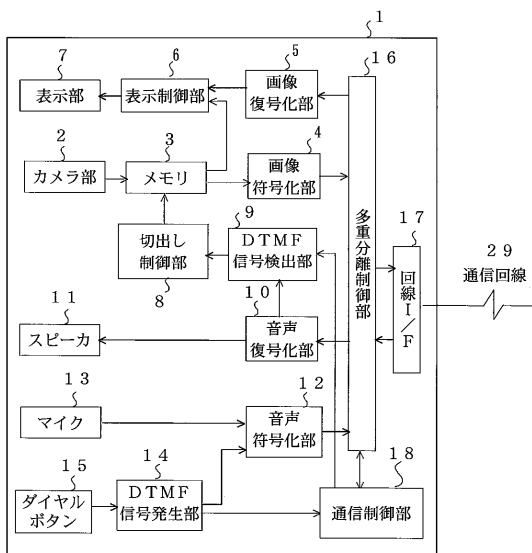 1
7
6
5
16
表示部
表示制御部
画像
復号化部
2
3
4
カメラ部
メモリ
画像
符号化部
9
17
切出し
制御部
8
DTMF
信号検出部
多重分離制御部
回線I/F
29
通信回線
11
10
スピーカ
音声
復号化部
13
12
マイク
音声
符号化部
15
14
18
ダイヤル
ボタン
DTMF
信号発生部
通信制御部